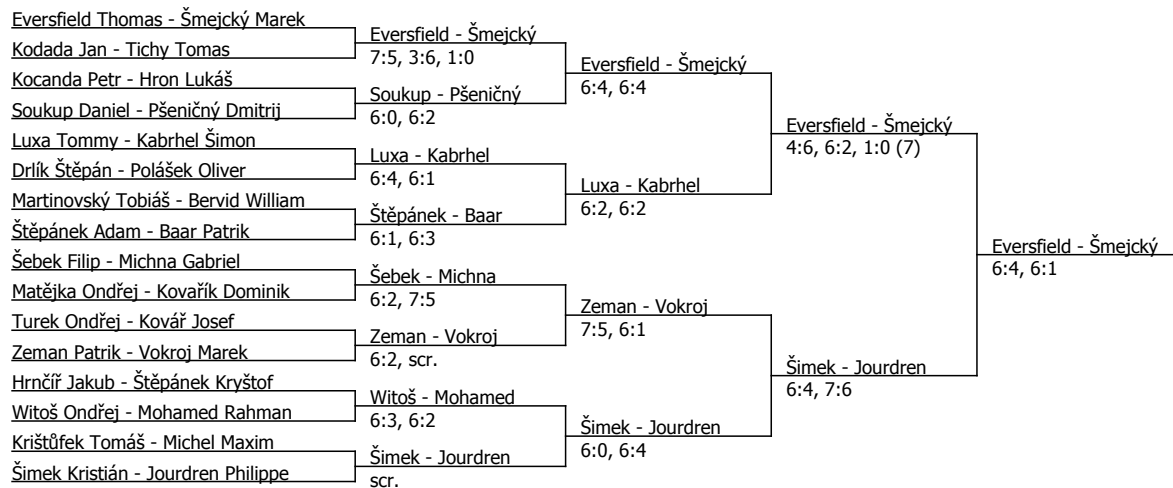 Eversfield Thomas - Šmejcký Marek
Kodada Jan - Tichy Tomas
Kocanda Petr - Hron Lukáš
Soukup Daniel - Pšeničný Dmitrij
Luxa Tommy - Kabrhel Šimon
Drlík Štěpán - Polášek Oliver
Martinovský Tobiáš - Bervid William
Štěpánek Adam - Baar Patrik
Šebek Filip - Michna Gabriel
Matějka Ondřej - Kovařík Dominik
Turek Ondřej - Kovář Josef
Zeman Patrik - Vokroj Marek
Hrnčíř Jakub - Štěpánek Kryštof
Witoš Ondřej - Mohamed Rahman
Krištůfek Tomáš - Michel Maxim
Šimek Kristián - Jourdren Philippe
Eversfield - Šmejcký
7:5, 3:6, 1:0
Soukup - Pšeničný
6:0, 6:2
Luxa - Kabrhel
6:4, 6:1
Štěpánek - Baar
6:1, 6:3
Šebek - Michna
6:2, 7:5
Zeman - Vokroj
6:2, scr.
Witoš - Mohamed
6:3, 6:2
Šimek - Jourdren
scr.
Eversfield - Šmejcký
6:4, 6:4
Luxa - Kabrhel
6:2, 6:2
Zeman - Vokroj
7:5, 6:1
Šimek - Jourdren
6:0, 6:4
Eversfield - Šmejcký
4:6, 6:2, 1:0 (7)
Šimek - Jourdren
6:4, 7:6
Eversfield - Šmejcký
6:4, 6:1